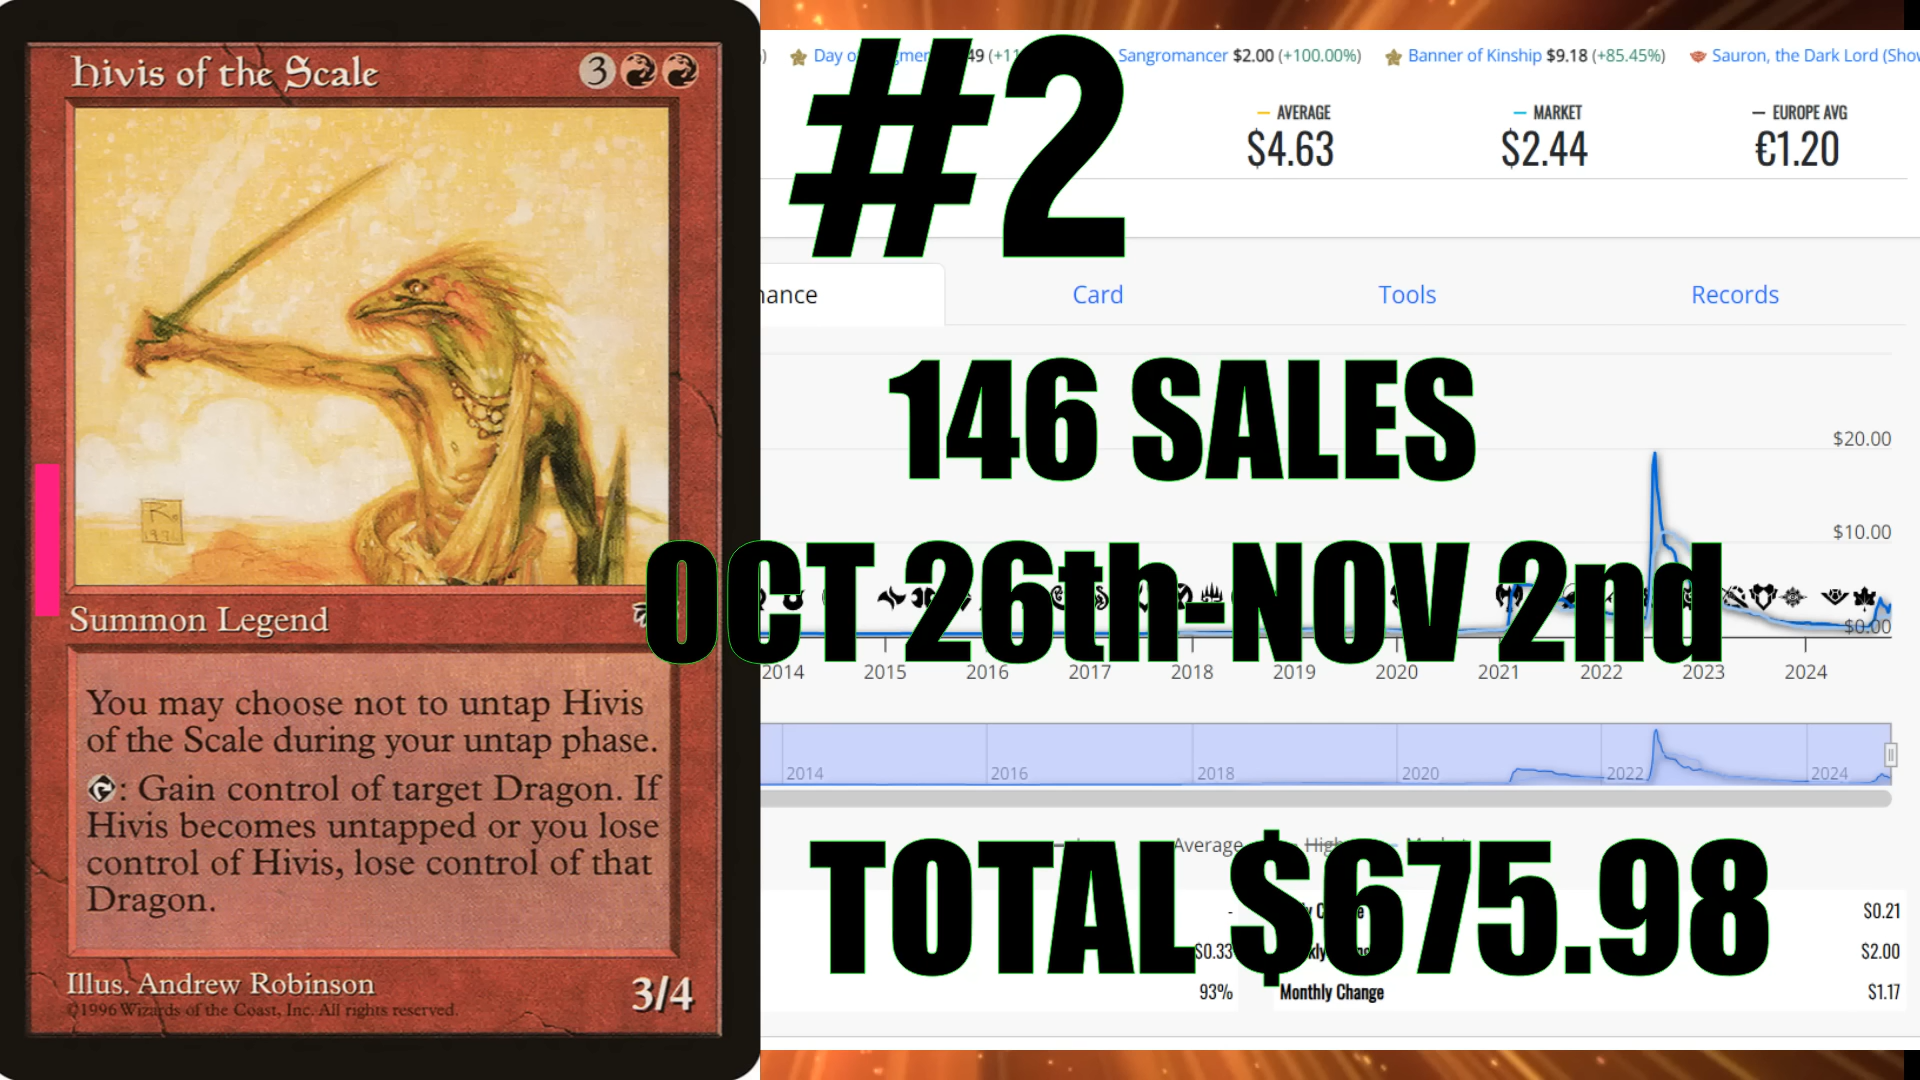 Hivis of the Scale 3
Summon Legend
You may choose not to untap Hivis
of the Scale during your untap phase.
: Gain control of target Dragon. If
Hivis becomes untapped or you lose
control of Hivis, lose control of that
Dragon.
Illus. Andrew Robinson
©1996 Wizards of the Coast, Inc. All rights reserved.
3/4
#2
Sangromancer $2.00 (+100.00%) Banner of Kinship $9.18 (+85.45%) Sauron, the Dark Lord
AVERAGE MARKET EUROPE AVG
$4.63 $2.44 €1.20
Card Tools Records
146 SALES
$20.00
$10.00
OCT 26th-NOV 2nd
$0.00
2014 2015 2016 2017 2018 2019 2020 2021 2022 2023 2024
2014 2016 2018 2020 2022 2024
Average
TOTAL $675.98
- $0.21
$0.33 $2.00
93% Monthly Change $1.17